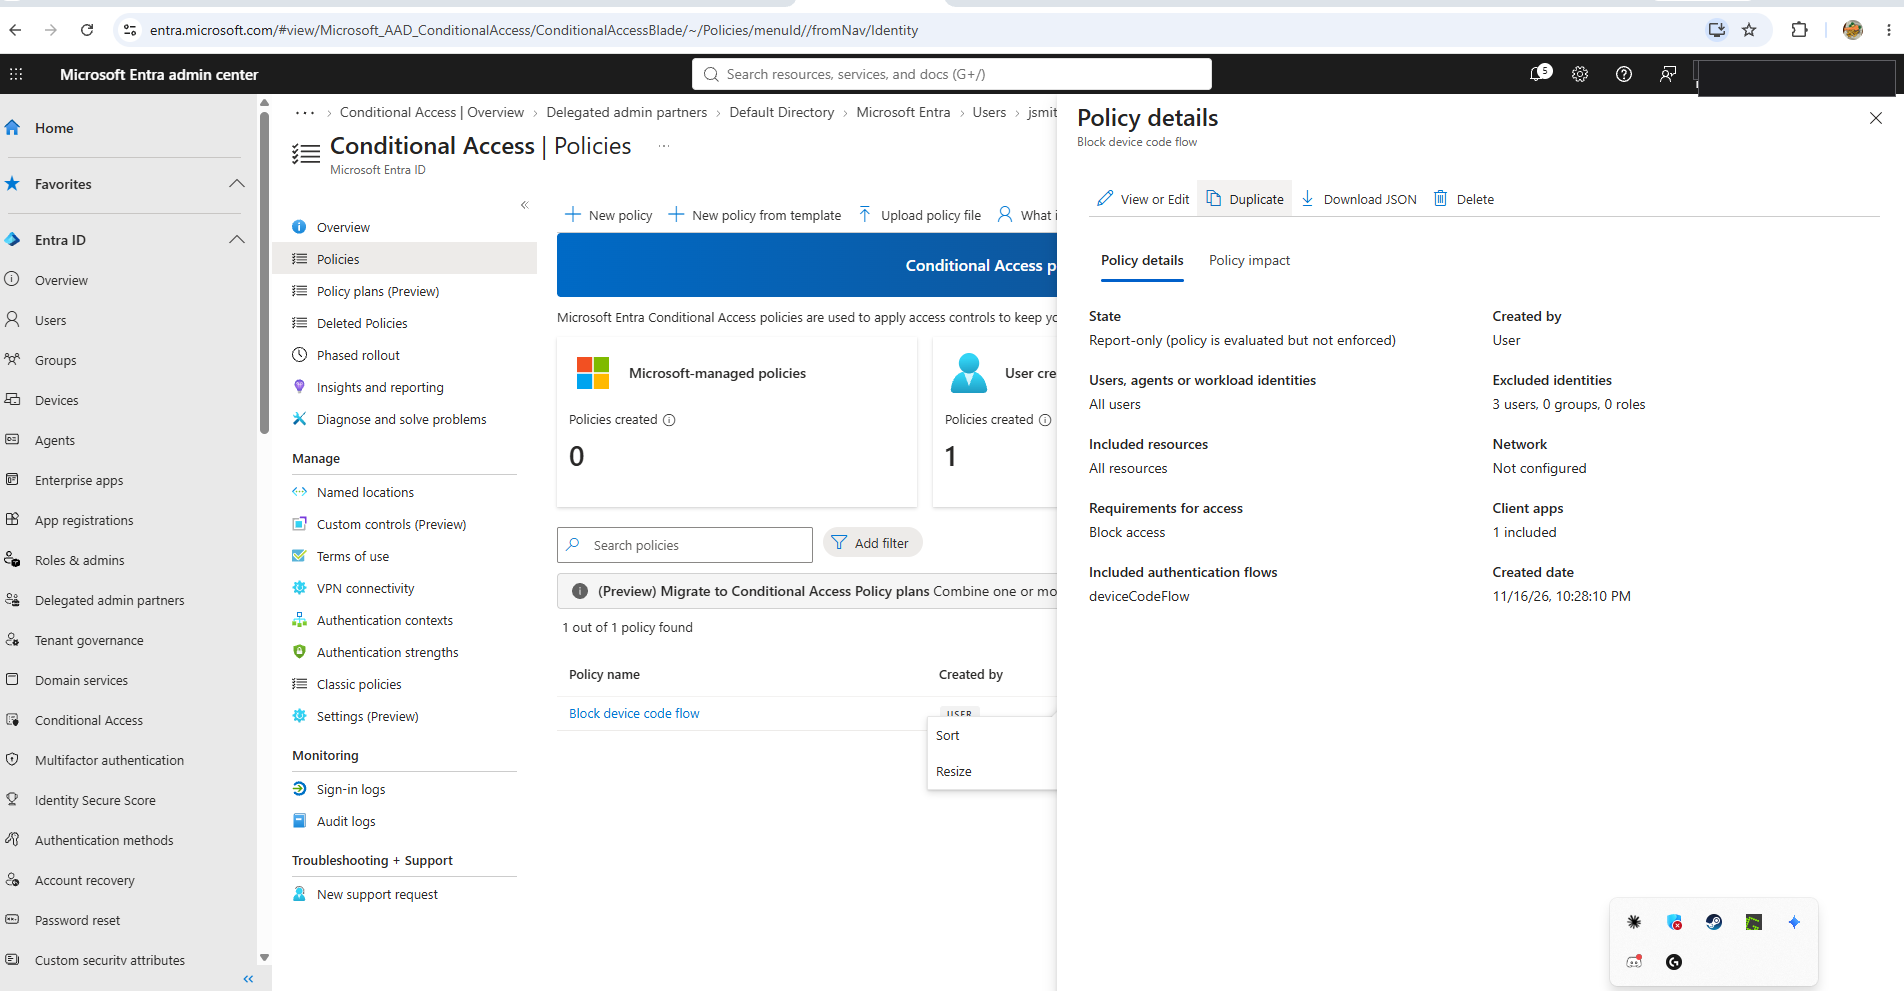 entra.microsoft.com/#view/Microsoft_AAD_ConditionalAccess/ConditionalAccessBlade/~/Policies/menuId//fromNav/Identity
Microsoft Entra admin center
Search resources, services, and docs (G+/)
5
Home
Favorites
Entra ID
Overview
Users
Groups
Devices
Agents
Enterprise apps
App registrations
Roles & admins
Delegated admin partners
Tenant governance
Domain services
Conditional Access
Multifactor authentication
Identity Secure Score
Authentication methods
Account recovery
Password reset
Custom security attributes
··· > Conditional Access | Overview > Delegated admin partners > Default Directory > Microsoft Entra > Users > jsmit
Conditional Access | Policies ···
Microsoft Entra ID
Overview
Policies
Policy plans (Preview)
Deleted Policies
Phased rollout
Insights and reporting
Diagnose and solve problems
Manage
Named locations
Custom controls (Preview)
Terms of use
VPN connectivity
Authentication contexts
Authentication strengths
Classic policies
Settings (Preview)
Monitoring
Sign-in logs
Audit logs
Troubleshooting + Support
New support request
New policy New policy from template Upload policy file What i
Conditional Access p
Microsoft Entra Conditional Access policies are used to apply access controls to keep yo
Microsoft-managed policies
Policies created
0
User cre
Policies created
1
Search policies
Add filter
(Preview) Migrate to Conditional Access Policy plans Combine one or mo
1 out of 1 policy found
Policy name Created by
Block device code flow USER
Sort
Resize
Policy details
Block device code flow
View or Edit Duplicate Download JSON Delete
Policy details Policy impact
State
Report-only (policy is evaluated but not enforced)
Created by
User
Users, agents or workload identities
All users
Excluded identities
3 users, 0 groups, 0 roles
Included resources
All resources
Network
Not configured
Requirements for access
Block access
Client apps
1 included
Included authentication flows
deviceCodeFlow
Created date
11/16/26, 10:28:10 PM